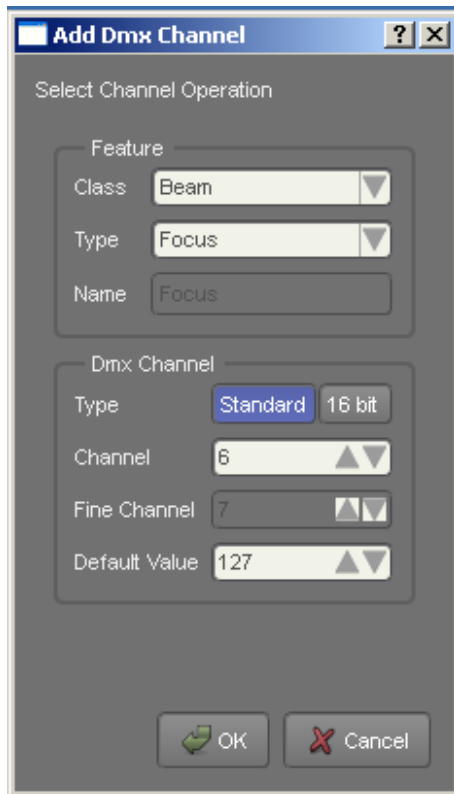 Add Dmx Channel ?
Select Channel Operation
Feature
Class Beam
Type Focus
Name Focus
Dmx Channel
Type Standard 16 bit
Channel 6
Fine Channel 7
Default Value 127
OK Cancel